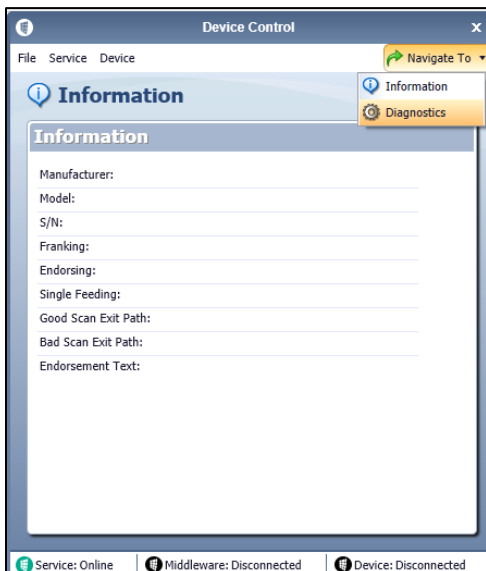 Device Control x
File Service Device Navigate To
Information
Information
Diagnostics
Information
Manufacturer:
Model:
S/N:
Franking:
Endorsing:
Single Feeding:
Good Scan Exit Path:
Bad Scan Exit Path:
Endorsement Text:
Service: Online Middleware: Disconnected Device: Disconnected